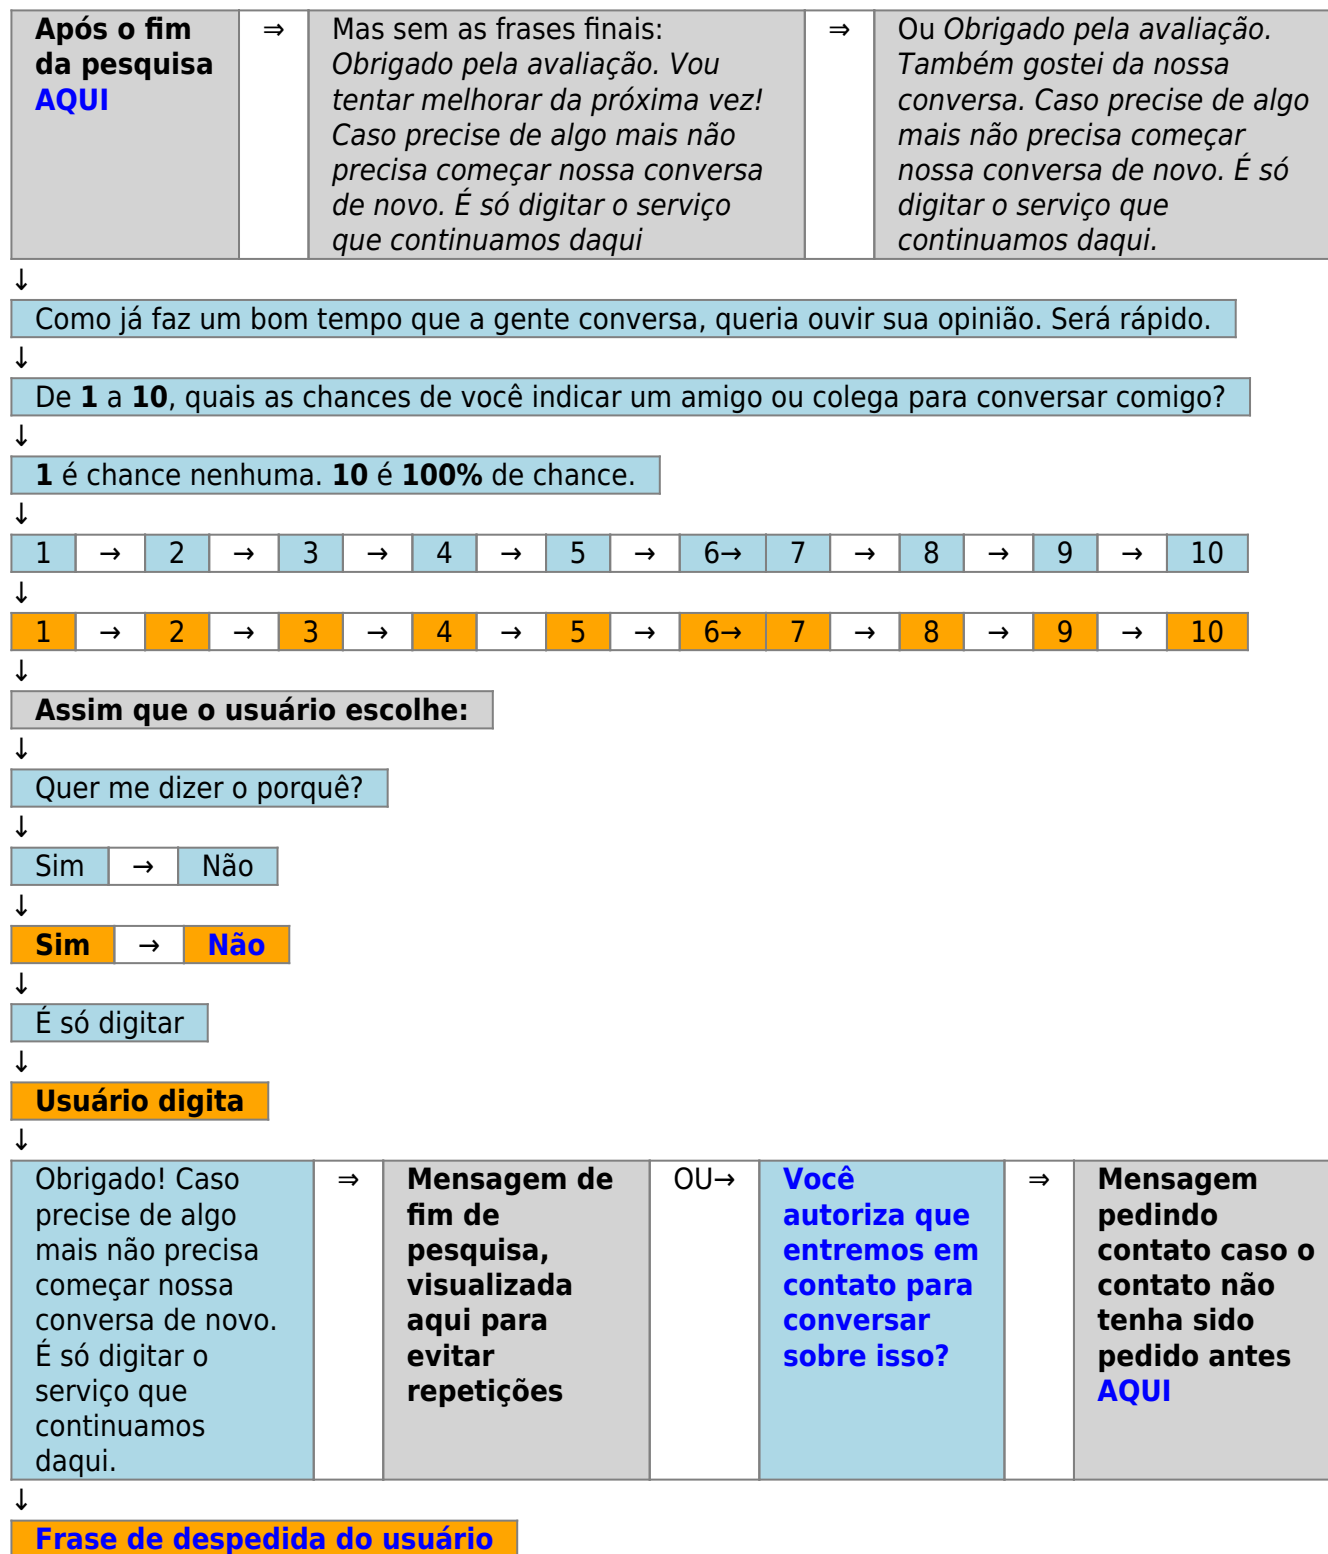 Após o fim
da pesquisa
AQUI
⇒
Mas sem as frases finais:
Obrigado pela avaliação. Vou
tentar melhorar da próxima vez!
Caso precise de algo mais não
precisa começar nossa conversa
de novo. É só digitar o serviço
que continuamos daqui
⇒
Ou Obrigado pela avaliação.
Também gostei da nossa
conversa. Caso precise de algo
mais não precisa começar
nossa conversa de novo. É só
digitar o serviço que
continuamos daqui.
↓
Como já faz um bom tempo que a gente conversa, queria ouvir sua opinião. Será rápido.
↓
De 1 a 10, quais as chances de você indicar um amigo ou colega para conversar comigo?
↓
1 é chance nenhuma. 10 é 100% de chance.
↓
1 → 2 → 3 → 4 → 5 → 6→ 7 → 8 → 9 → 10
↓
1 → 2 → 3 → 4 → 5 → 6→ 7 → 8 → 9 → 10
↓
Assim que o usuário escolhe:
↓
Quer me dizer o porquê?
↓
Sim → Não
↓
Sim → Não
↓
É só digitar
↓
Usuário digita
↓
Obrigado! Caso
precise de algo
mais não precisa
começar nossa
conversa de novo.
É só digitar o
serviço que
continuamos
daqui.
⇒
Mensagem de
fim de
pesquisa,
visualizada
aqui para
evitar
repetições
OU→
Você
autoriza que
entremos em
contato para
conversar
sobre isso?
⇒
Mensagem
pedindo
contato caso o
contato não
tenha sido
pedido antes
AQUI
↓
Frase de despedida do usuário